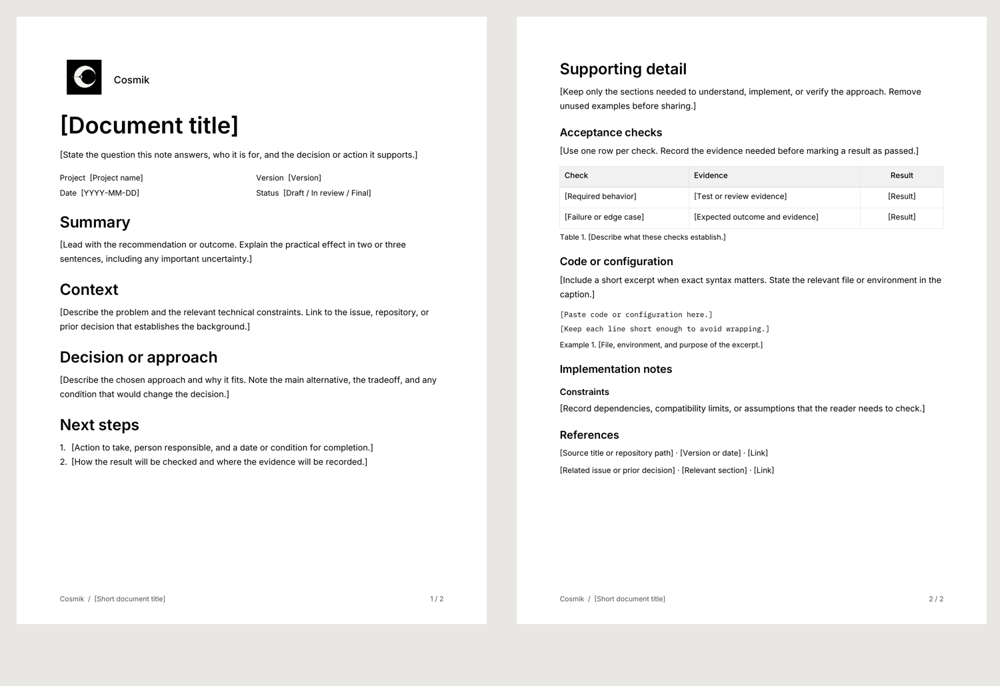 Cosmik
[Document title]
[State the question this note answers, who it is for, and the decision or action it supports.]
Project [Project name]
Version [Version]
Date [YYYY-MM-DD]
Status [Draft / In review / Final]
Summary
[Lead with the recommendation or outcome. Explain the practical effect in two or three
sentences, including any important uncertainty.]
Context
[Describe the problem and the relevant technical constraints. Link to the issue, repository, or
prior decision that establishes the background.]
Decision or approach
[Describe the chosen approach and why it fits. Note the main alternative, the tradeoff, and any
condition that would change the decision.]
Next steps
1. [Action to take, person responsible, and a date or condition for completion.]
2. [How the result will be checked and where the evidence will be recorded.]
Cosmik / [Short document title]
1 / 2
Supporting detail
[Keep only the sections needed to understand, implement, or verify the approach. Remove
unused examples before sharing.]
Acceptance checks
[Use one row per check. Record the evidence needed before marking a result as passed.]
Check
Evidence
Result
[Required behavior]
[Test or review evidence]
[Result]
[Failure or edge case]
[Expected outcome and evidence]
[Result]
Table 1. [Describe what these checks establish.]
Code or configuration
[Include a short excerpt when exact syntax matters. State the relevant file or environment in the
caption.]
[Paste code or configuration here.]
[Keep each line short enough to avoid wrapping.]
Example 1. [File, environment, and purpose of the excerpt.]
Implementation notes
Constraints
[Record dependencies, compatibility limits, or assumptions that the reader needs to check.]
References
[Source title or repository path] · [Version or date] · [Link]
[Related issue or prior decision] · [Relevant section] · [Link]
Cosmik / [Short document title]
2 / 2